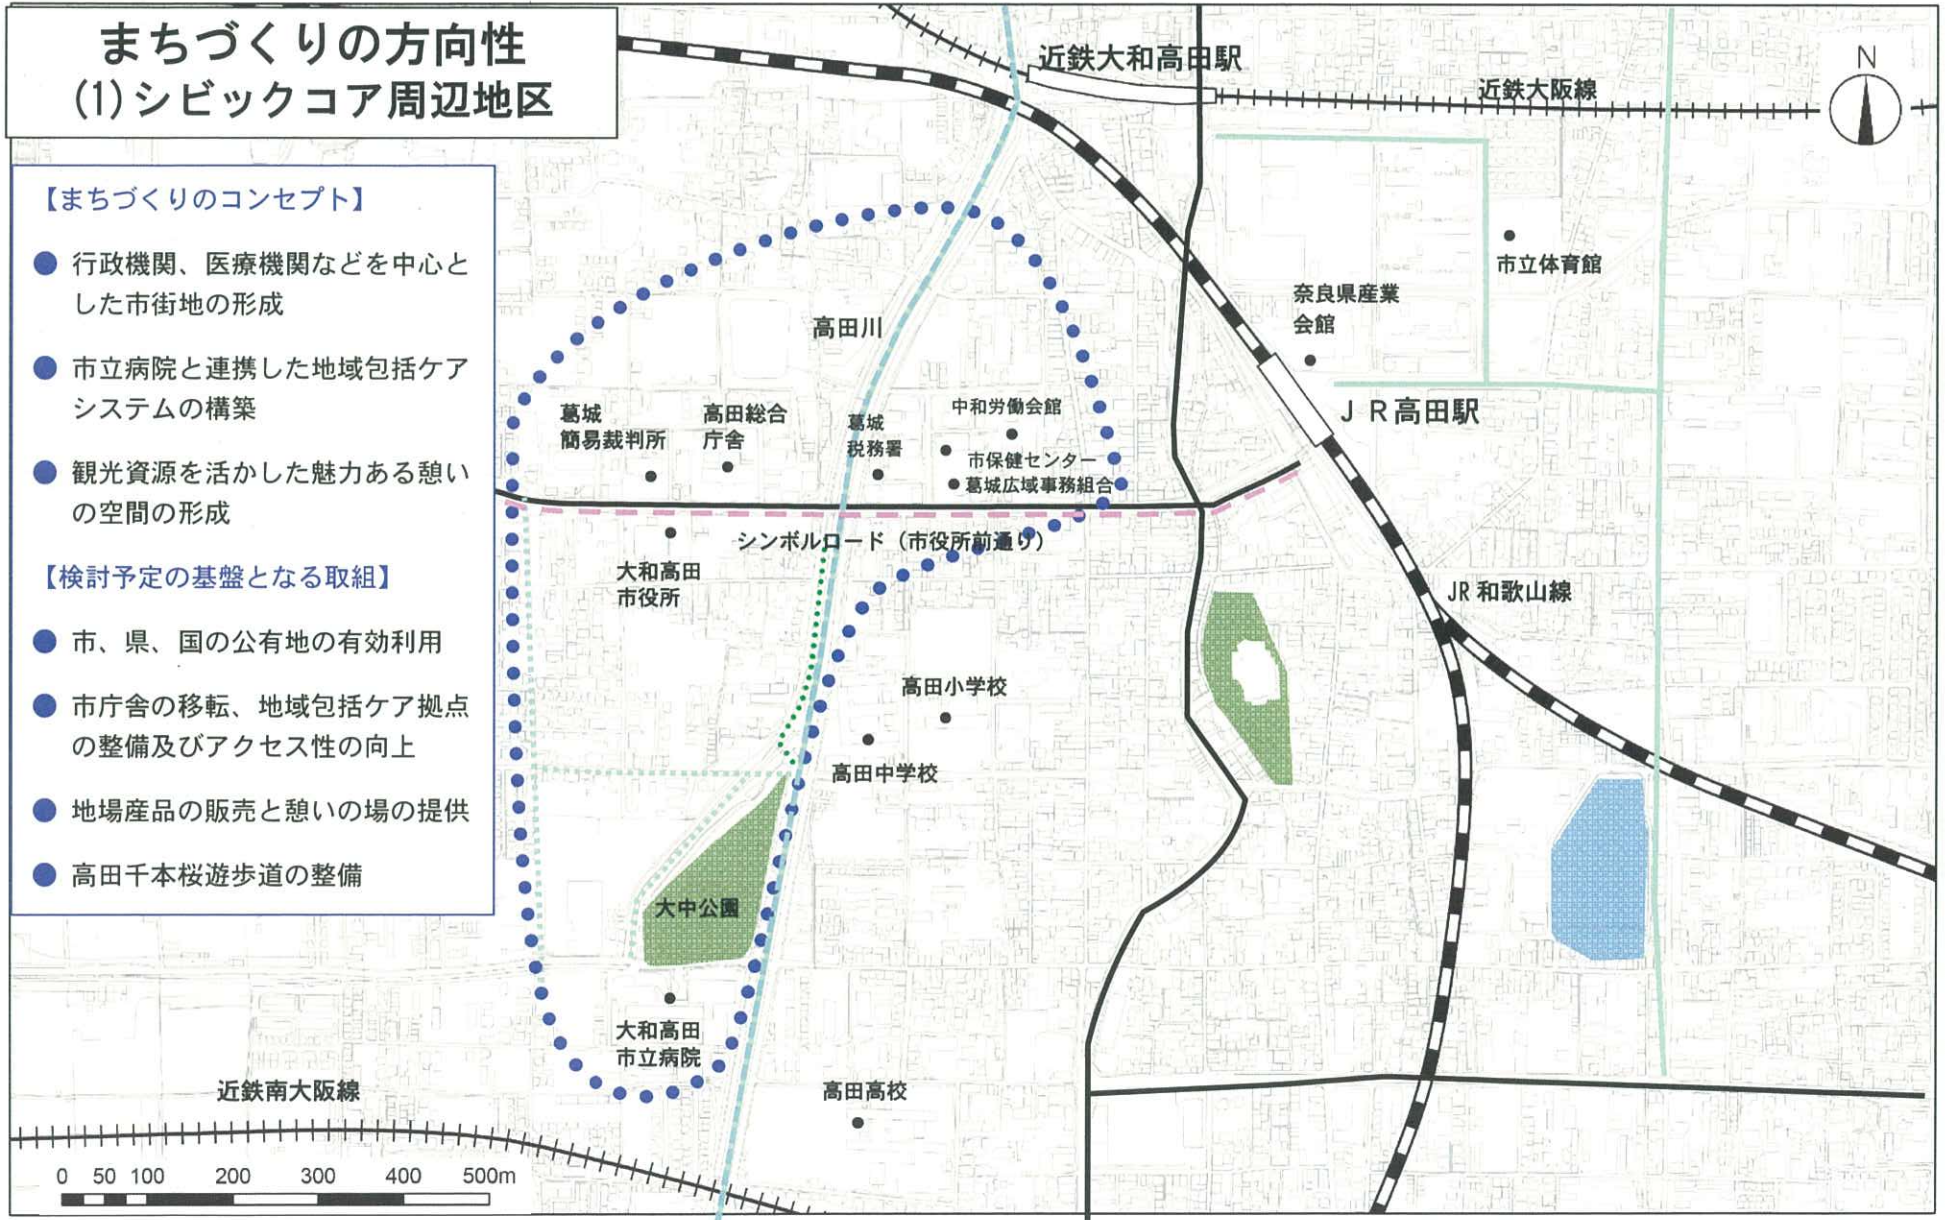 まちづくりの方向性
(1)シビックコア周辺地区
【まちづくりのコンセプト】
● 行政機関、医療機関などを中心と
した市街地の形成
● 市立病院と連携した地域包括ケア
システムの構築
● 観光資源を活かした魅力ある憩い
の空間の形成
【検討予定の基盤となる取組】
● 市、県、国の公有地の有効利用
● 市庁舎の移転、地域包括ケア拠点
の整備及びアクセス性の向上
● 地場産品の販売と憩いの場の提供
● 高田千本桜遊歩道の整備
近鉄大和高田駅
近鉄大阪線
N
市立体育館
奈良県産業
会館
高田川
JR高田駅
葛城
簡易裁判所
高田総合
庁舎
葛城
税務署
中和労働会館
市保健センター
葛城広域事務組合
シンボルロード（市役所前通り）
大和高田
市役所
JR和歌山線
高田小学校
高田中学校
大中公園
大和高田
市立病院
高田高校
近鉄南大阪線
0 50 100 200 300 400 500m